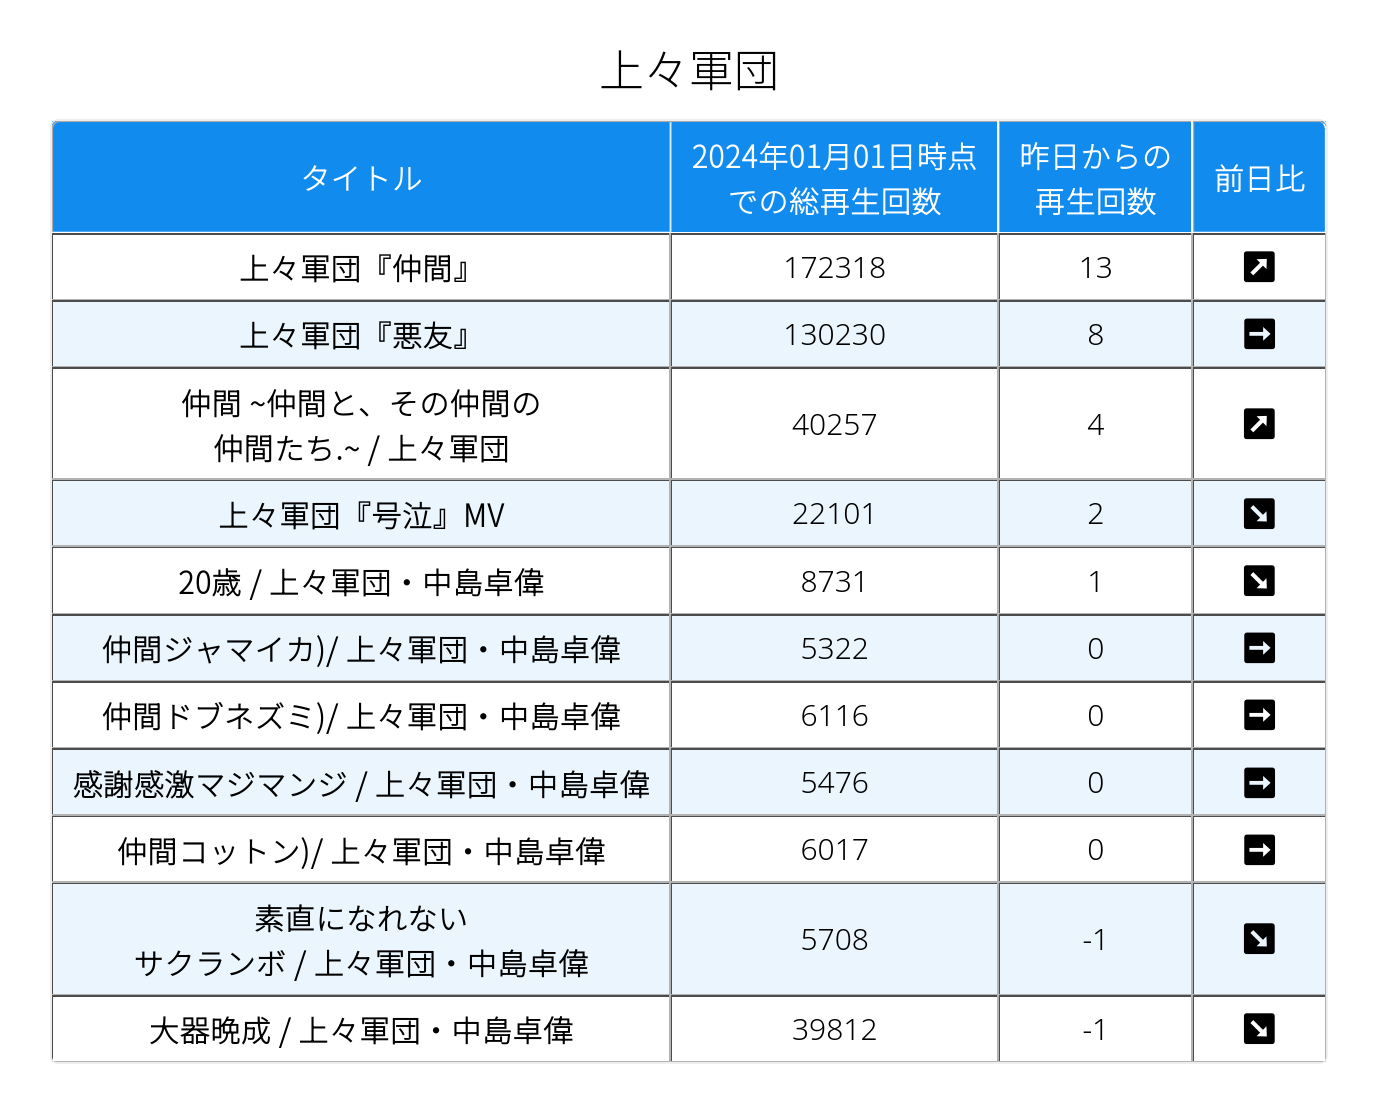 上々軍団
タイトル
2024年01月01日時点
での総再生回数
昨日からの
再生回数
前日比
上々軍団『仲間』
172318
13
上々軍団『悪友』
130230
8
仲間 ~仲間と、その仲間の
仲間たち.~ / 上々軍団
40257
4
上々軍団『号泣』MV
22101
2
20歳 / 上々軍団・中島卓偉
8731
1
仲間ジャマイカ)/ 上々軍団・中島卓偉
5322
0
仲間ドブネズミ)/ 上々軍団・中島卓偉
6116
0
感謝感激マジマンジ / 上々軍団・中島卓偉
5476
0
仲間コットン)/ 上々軍団・中島卓偉
6017
0
素直になれない
サクランボ / 上々軍団・中島卓偉
5708
-1
大器晩成 / 上々軍団・中島卓偉
39812
-1